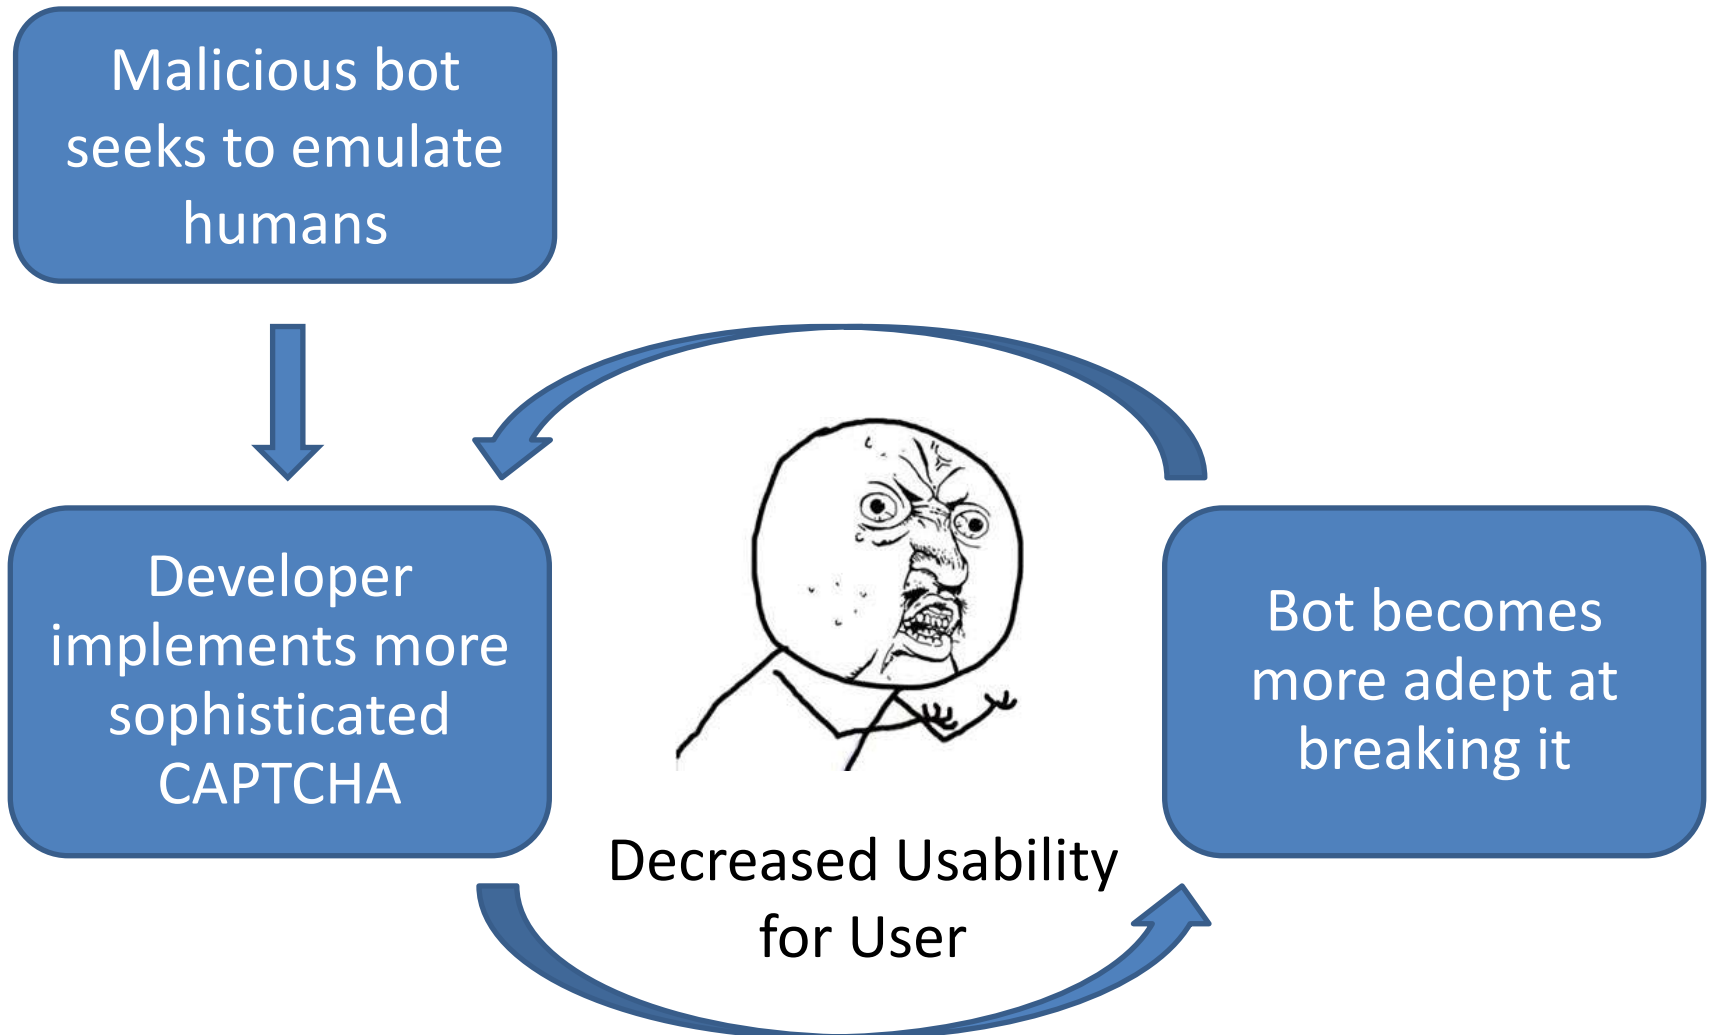 Malicious bot
seeks to emulate
humans
Developer
implements more
sophisticated
CAPTCHA
Bot becomes
more adept at
breaking it
Decreased Usability
for User